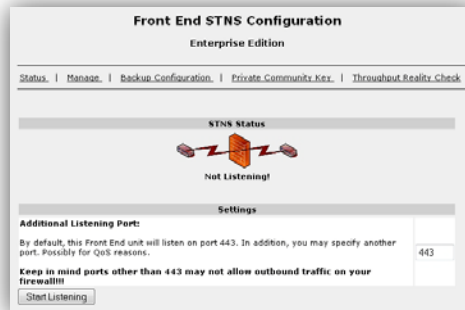 Front End STNS Configuration
Enterprise Edition
Status | Manage | Backup Configuration | Private Community Key | Throughput Reality Check
STNS Status
Not Listening!
Settings
Additional Listening Port:
By default, this Front End unit will listen on port 443. In addition, you may specify another
port. Possibly for QoS reasons.
443
Keep in mind ports other than 443 may not allow outbound traffic on your
firewall!!!
Start Listening